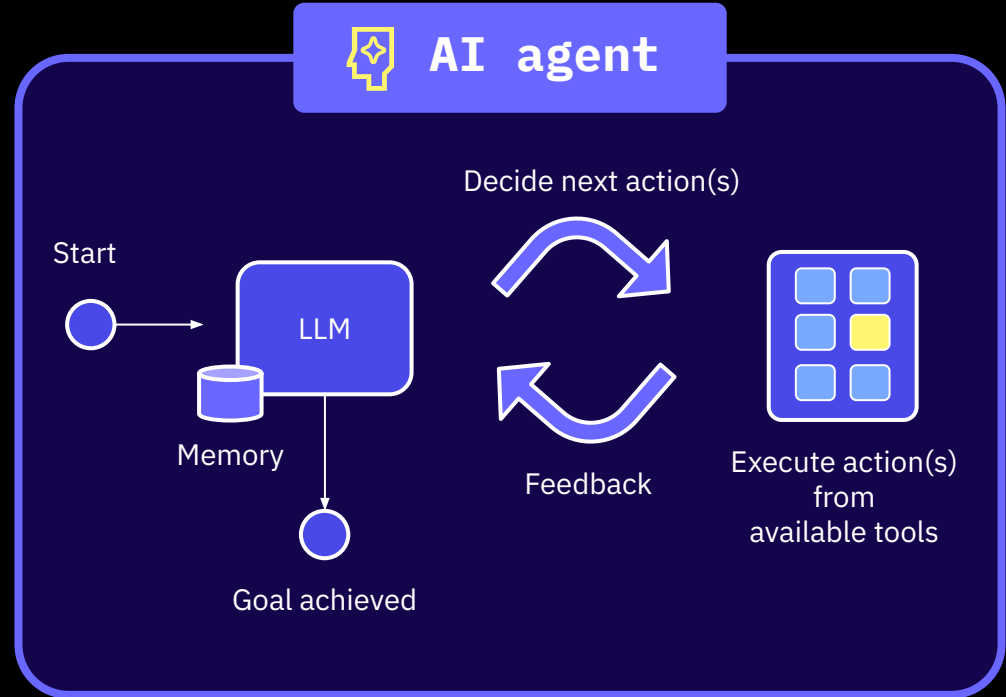 AI agent
Decide next action(s)
Start
LLM
Memory
Feedback
Execute action(s)
from
available tools
Goal achieved